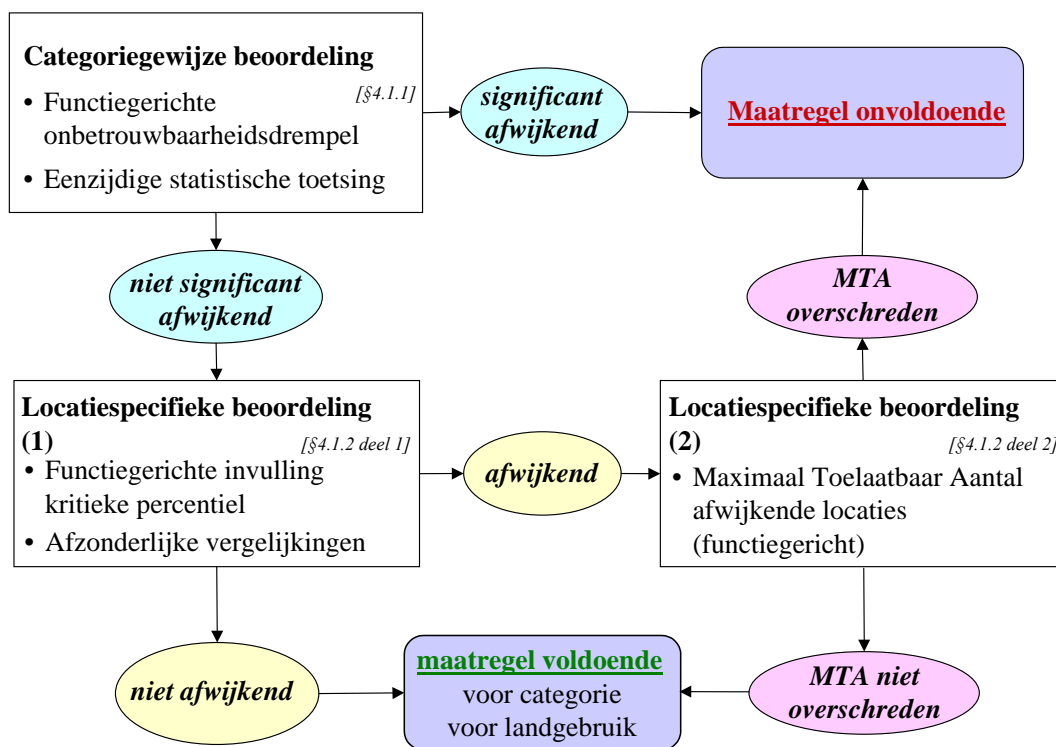 Categoriegewijze beoordeling
[§4.1.1]
• Functiegerichte
onbetrouwbaarheidsdrempel
• Eenzijdige statistische toetsing
significant
afwijkend
Maatregel onvoldoende
niet significant
afwijkend
MTA
overschreden
Locatiespecifieke beoordeling
(1)
[§4.1.2 deel 1]
• Functiegerichte invulling
kritieke percentiel
• Afzonderlijke vergelijkingen
afwijkend
Locatiespecifieke beoordeling
(2)
[§4.1.2 deel 2]
• Maximaal Toelaatbaar Aantal
afwijkende locaties
(functiegericht)
niet afwijkend
maatregel voldoende
voor categorie
voor landgebruik
MTA niet
overschreden